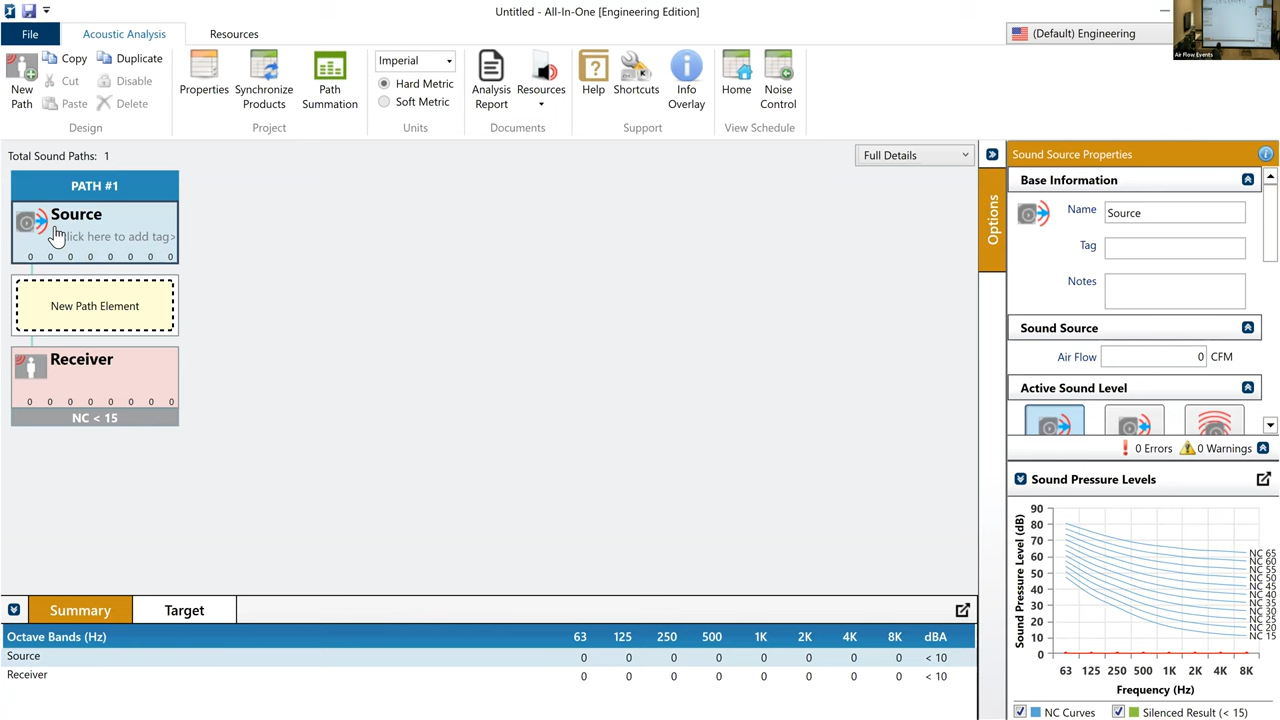 Untitled - All-In-One [Engineering Edition]
File
Acoustic Analysis
Resources
(Default) Engineering
Air Flow Events
New Path
Copy
Cut
Paste
Duplicate
Disable
Delete
Design
Properties
Synchronize Products
Path Summation
Project
Imperial
Hard Metric
Soft Metric
Units
Analysis Report
Resources
Documents
Help
Shortcuts
Info Overlay
Support
Home
Noise Control
View Schedule
Total Sound Paths: 1
Full Details
PATH #1
Source
lick here to add tag>
0 0 0 0 0 0 0 0
New Path Element
Receiver
0 0 0 0 0 0 0 0
NC < 15
Options
Sound Source Properties
Base Information
Name Source
Tag
Notes
Sound Source
Air Flow 0 CFM
Active Sound Level
0 Errors 0 Warnings
Sound Pressure Levels
Sound Pressure Level (dB)
90
80
70
60
50
40
30
20
10
0
NC 65
NC 60
NC 55
NC 50
NC 45
NC 40
NC 35
NC 30
NC 25
NC 20
NC 15
63 125 250 500 1K 2K 4K 8K
Frequency (Hz)
NC Curves Silenced Result (< 15)
Summary Target
Octave Bands (Hz) 63 125 250 500 1K 2K 4K 8K dBA
Source 0 0 0 0 0 0 0 0 < 10
Receiver 0 0 0 0 0 0 0 0 < 10